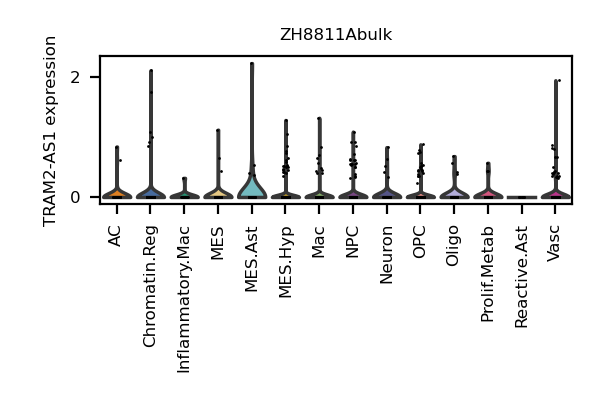 ZH8811Abulk
TRAM2-AS1 expression
2
0
AC
Chromatin.Reg
Inflammatory.Mac
MES
MES.Ast
MES.Hyp
Mac
NPC
Neuron
OPC
Oligo
Prolif.Metab
Reactive.Ast
Vasc